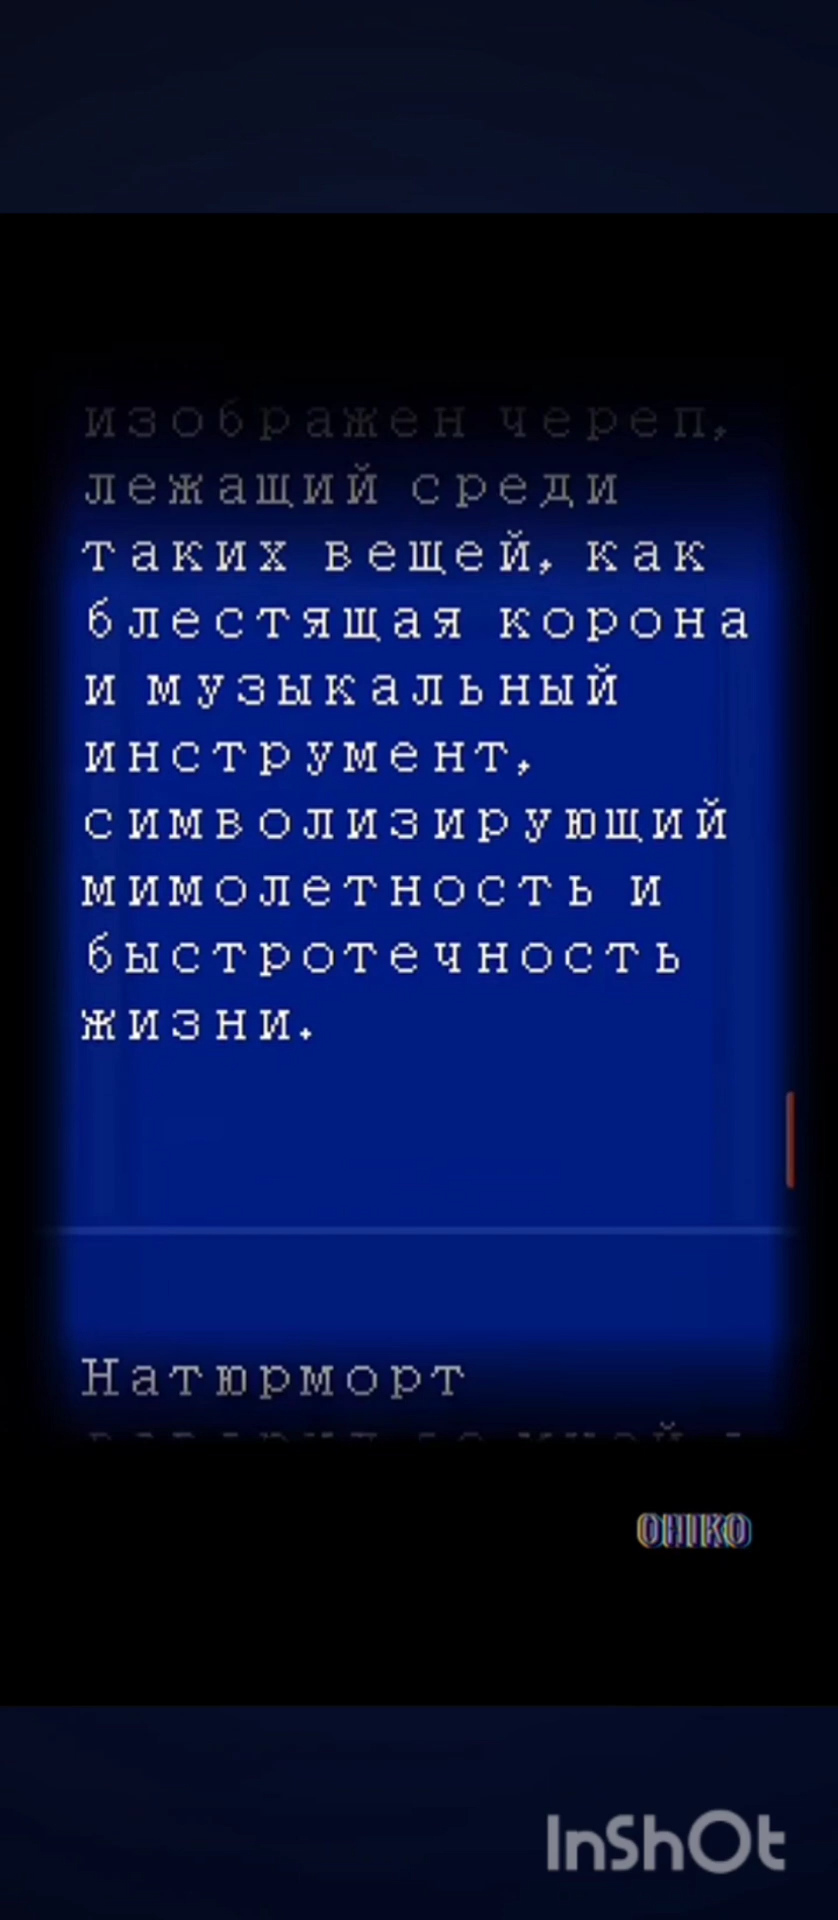 изображен череп,
лежащий среди
таких вещей, как
блестящая корона
и музыкальный
инструмент,
символизирующий
мимолетность и
быстротечность
жизни.
Натюрморт
OHIKO
InShOt